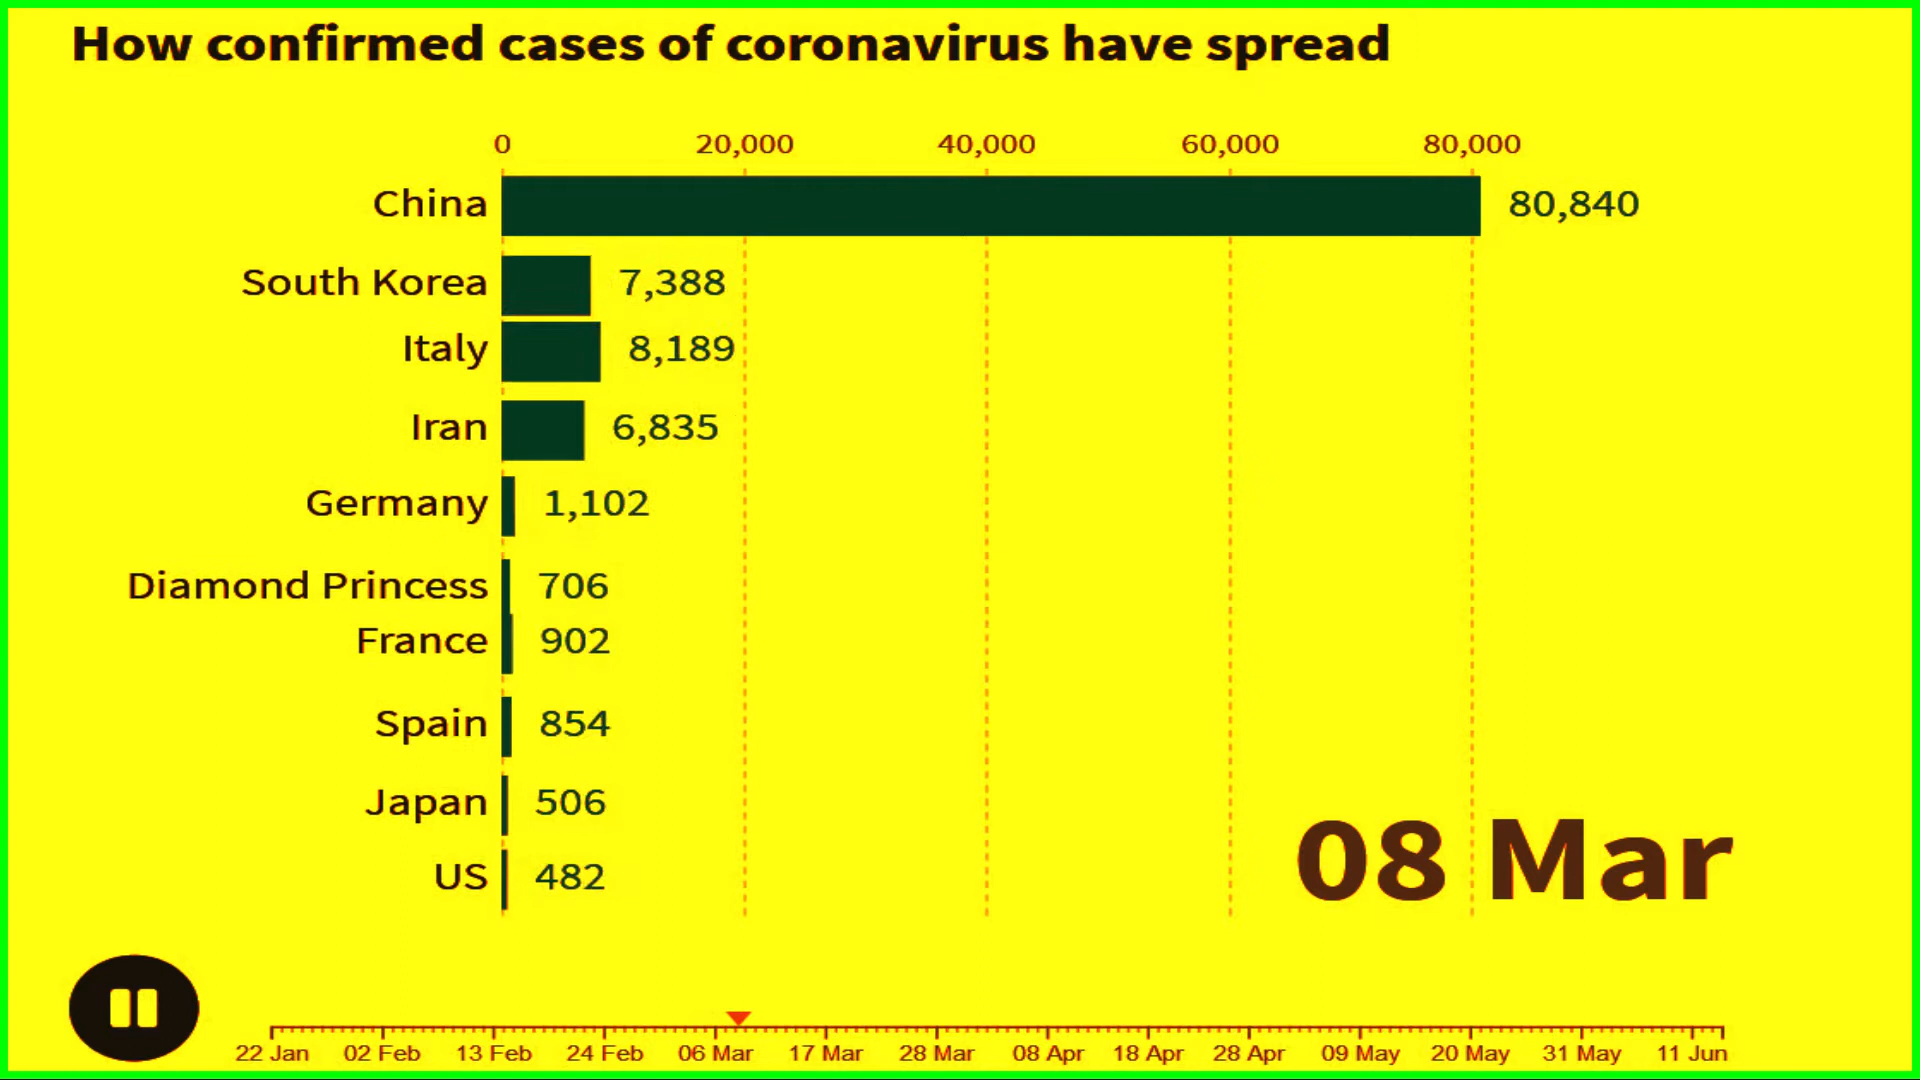 How confirmed cases of coronavirus have spread
0 20,000 40,000 60,000 80,000
China 80,840
South Korea 7,388
Italy 8,189
Iran 6,835
Germany 1,102
Diamond Princess 706
France 902
Spain 854
Japan 506
US 482
08 Mar
22 Jan 02 Feb 13 Feb 24 Feb 06 Mar 17 Mar 28 Mar 08 Apr 18 Apr 28 Apr 09 May 20 May 31 May 11 Jun